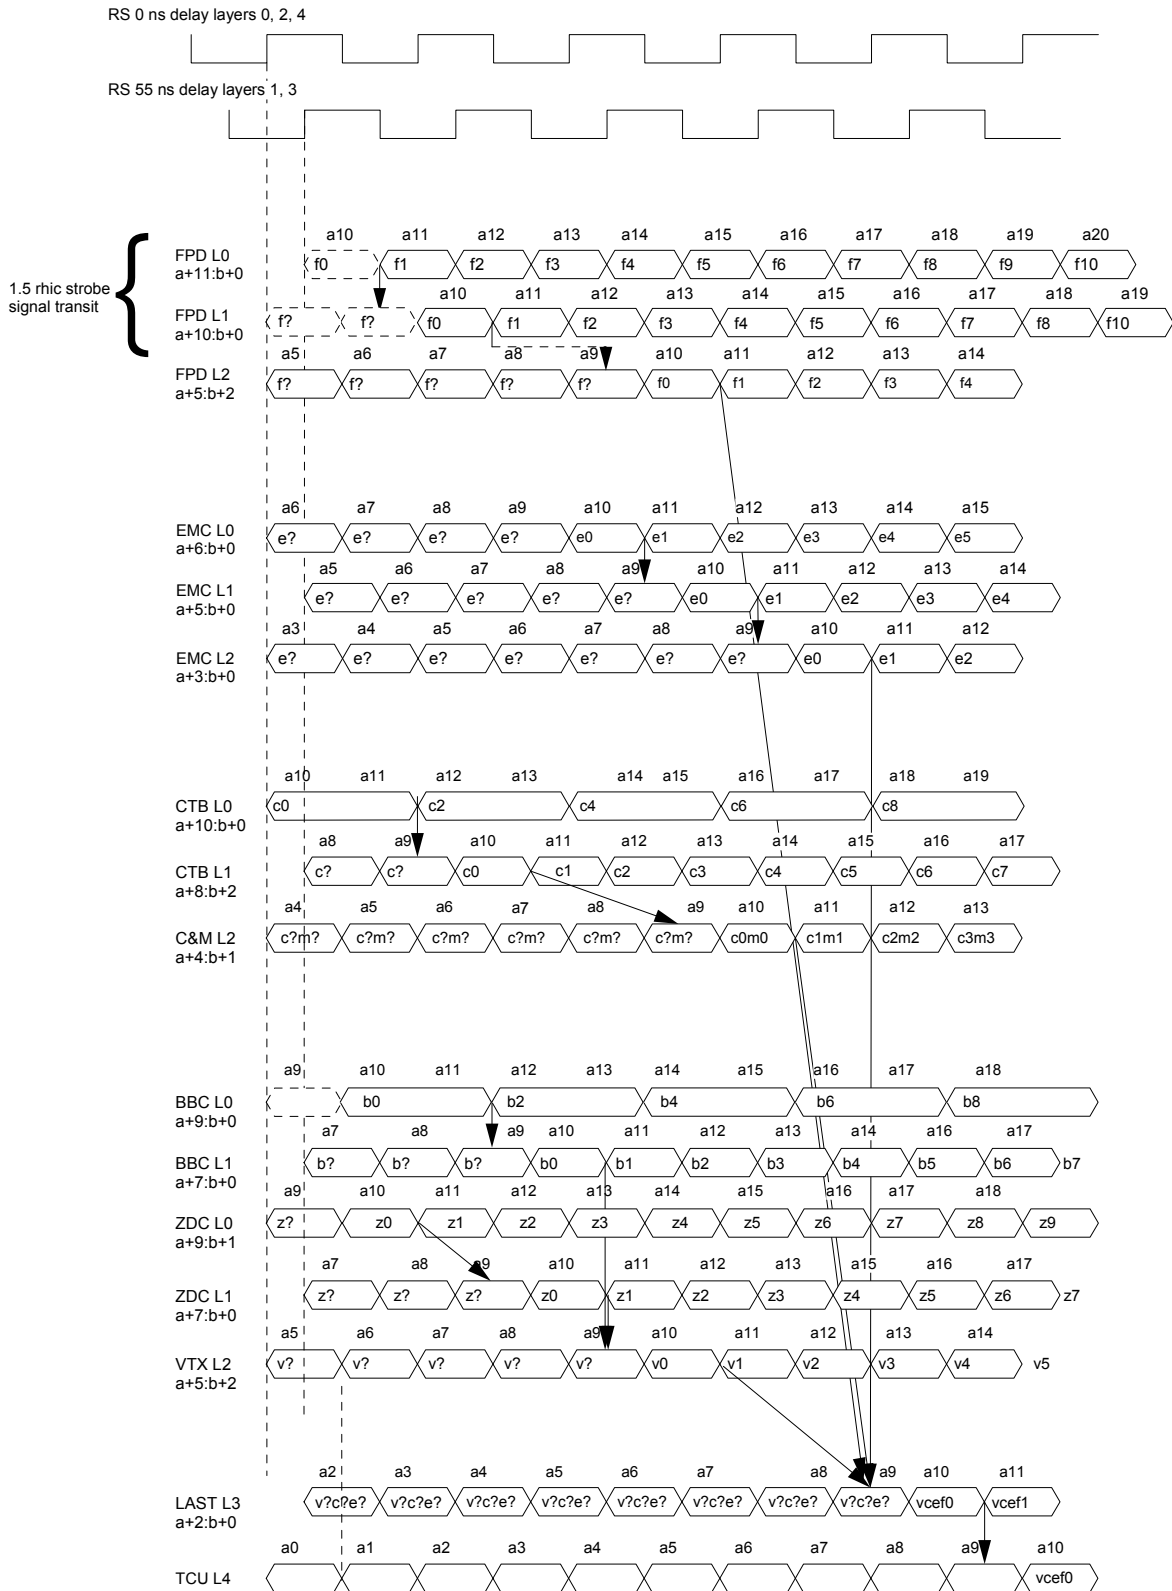 RS 0 ns delay layers 0, 2, 4
RS 55 ns delay layers 1, 3
a10 a11 a12 a13 a14 a15 a16 a17 a18 a19 a20
FPD L0
a+11:b+0
f0 f1 f2 f3 f4 f5 f6 f7 f8 f9 f10
1.5 rhic strobe
signal transit
a10 a11 a12 a13 a14 a15 a16 a17 a18 a19
FPD L1
a+10:b+0
f? f? f0 f1 f2 f3 f4 f5 f6 f7 f8 f10
a5 a6 a7 a8 a9 a10 a11 a12 a13 a14
FPD L2
a+5:b+2
f? f? f? f? f? f0 f1 f2 f3 f4
a6 a7 a8 a9 a10 a11 a12 a13 a14 a15
EMC L0
a+6:b+0
e? e? e? e? e0 e1 e2 e3 e4 e5
a5 a6 a7 a8 a9 a10 a11 a12 a13 a14
EMC L1
a+5:b+0
e? e? e? e? e? e0 e1 e2 e3 e4
a3 a4 a5 a6 a7 a8 a9 a10 a11 a12
EMC L2
a+3:b+0
e? e? e? e? e? e? e? e0 e1 e2
a10 a11 a12 a13 a14 a15 a16 a17 a18 a19
CTB L0
a+10:b+0
c0 c2 c4 c6 c8
a8 a9 a10 a11 a12 a13 a14 a15 a16 a17
CTB L1
a+8:b+2
c? c? c0 c1 c2 c3 c4 c5 c6 c7
a4 a5 a6 a7 a8 a9 a10 a11 a12 a13
C&M L2
a+4:b+1
c?m? c?m? c?m? c?m? c?m? c?m? c0m0 c1m1 c2m2 c3m3
a9 a10 a11 a12 a13 a14 a15 a16 a17 a18
BBC L0
a+9:b+0
b0 b2 b4 b6 b8
a7 a8 a9 a10 a11 a12 a13 a14 a16 a17
BBC L1
a+7:b+0
b? b? b? b0 b1 b2 b3 b4 b5 b6 b7
a9 a10 a11 a12 a13 a14 a15 a16 a17 a18
ZDC L0
a+9:b+1
z? z0 z1 z2 z3 z4 z5 z6 z7 z8 z9
a7 a8 a9 a10 a11 a12 a13 a15 a16 a17
ZDC L1
a+7:b+0
z? z? z? z0 z1 z2 z3 z4 z5 z6 z7
a5 a6 a7 a8 a9 a10 a11 a12 a13 a14
VTX L2
a+5:b+2
v? v? v? v? v? v0 v1 v2 v3 v4 v5
a2 a3 a4 a5 a6 a7 a8 a9 a10 a11
LAST L3
a+2:b+0
v?c?e? v?c?e? v?c?e? v?c?e? v?c?e? v?c?e? v?c?e? v?c?e? vcef0 vcef1
a0 a1 a2 a3 a4 a5 a6 a7 a8 a9 a10
TCU L4
vcef0